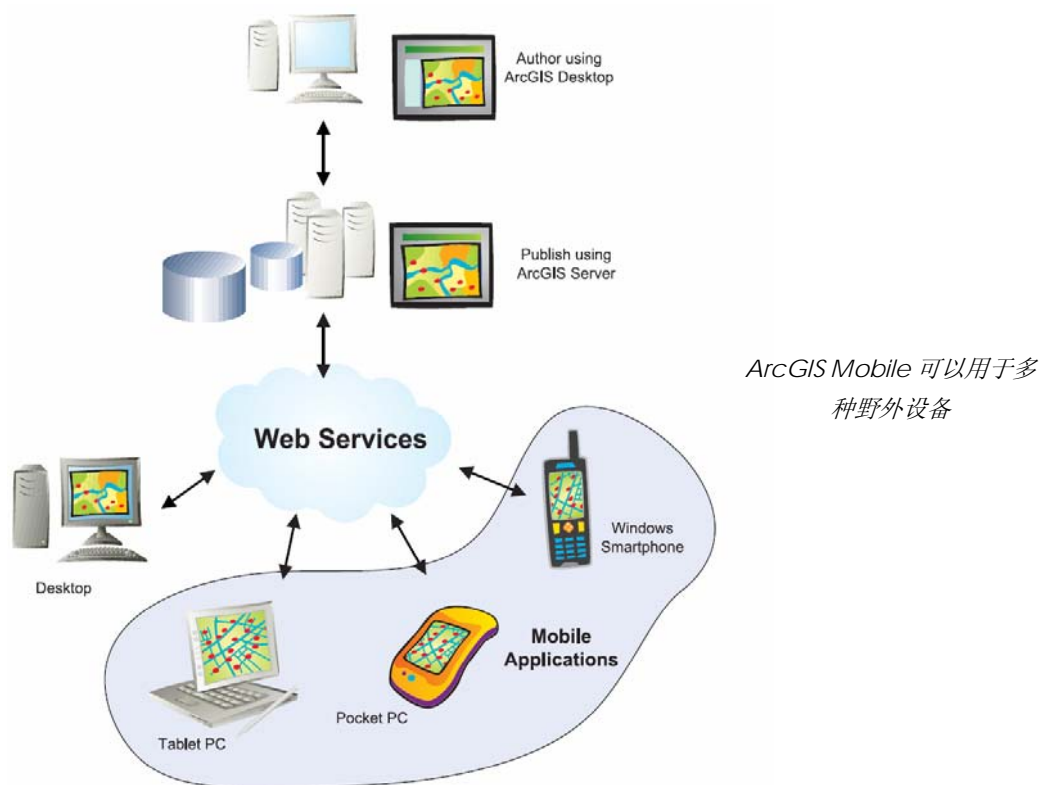 Author using
ArcGIS Desktop
Publish using
ArcGIS Server
ArcGIS Mobile 可以用于多
种野外设备
Web Services
Windows
Smartphone
Desktop
Mobile
Applications
Pocket PC
Tablet PC